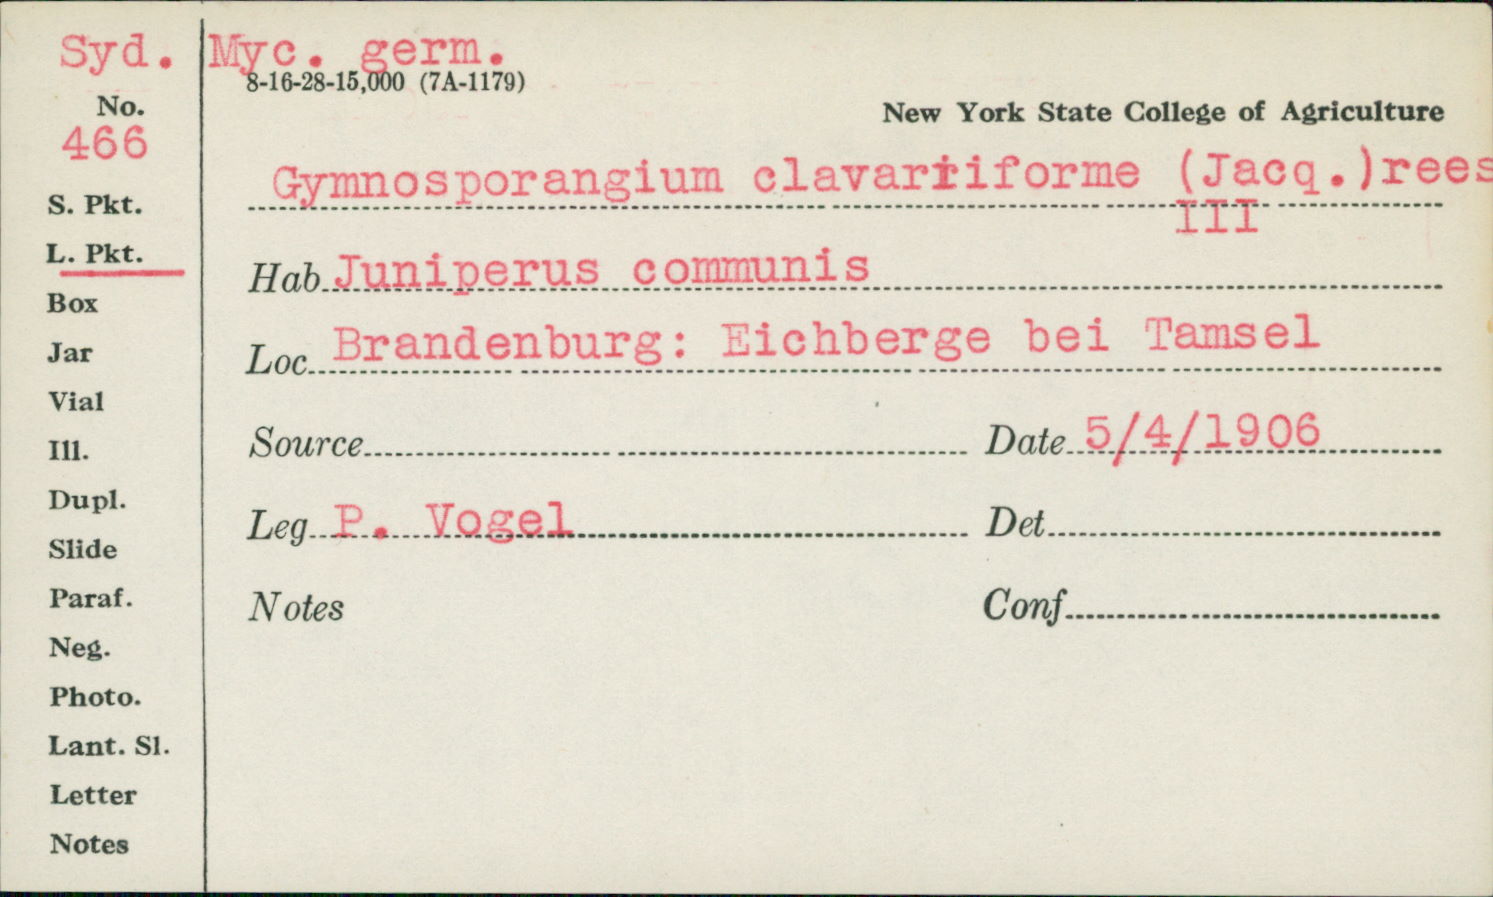 Syd. Myc. germ.
8-16-28-15,000 (7A-1179)
No.
466
New York State College of Agriculture
Gymnosporangium clavariiforme (Jacq.)rees
III
S. Pkt.
L. Pkt.
Hab. Juniperus communis
Box
Loc. Brandenburg: Eichberge bei Tamsel
Jar
Vial
Source Date 5/4/1906
Ill.
Dupl.
Leg. P. Vogel Det
Slide
Paraf.
Notes Conf
Neg.
Photo.
Lant. Sl.
Letter
Notes